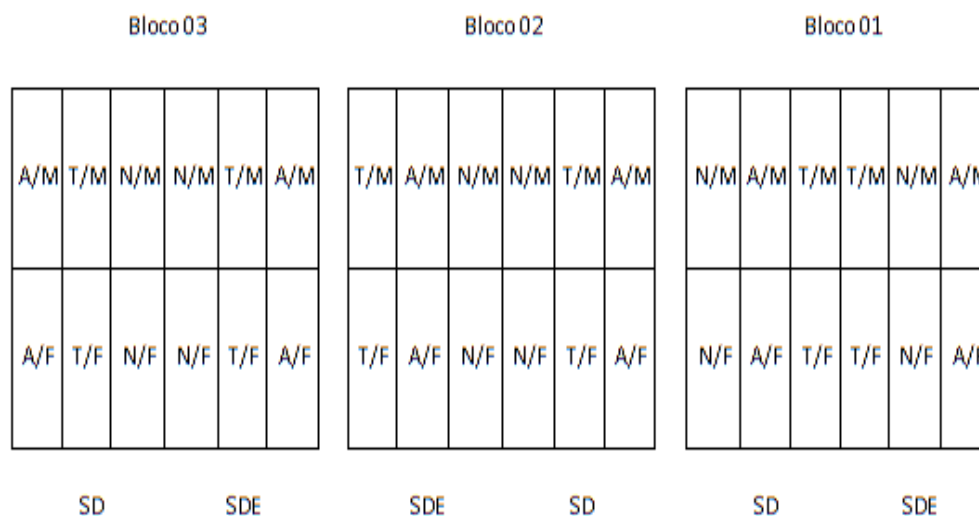 Bloco 03 Bloco 02 Bloco 01
A/M T/M N/M N/M T/M A/M T/M A/M N/M N/M T/M A/M N/M A/M T/M T/M N/M A/M
A/F T/F N/F N/F T/F A/F T/F A/F N/F N/F T/F A/F N/F A/F T/F T/F N/F
SD SDE SDE SD SD SDE